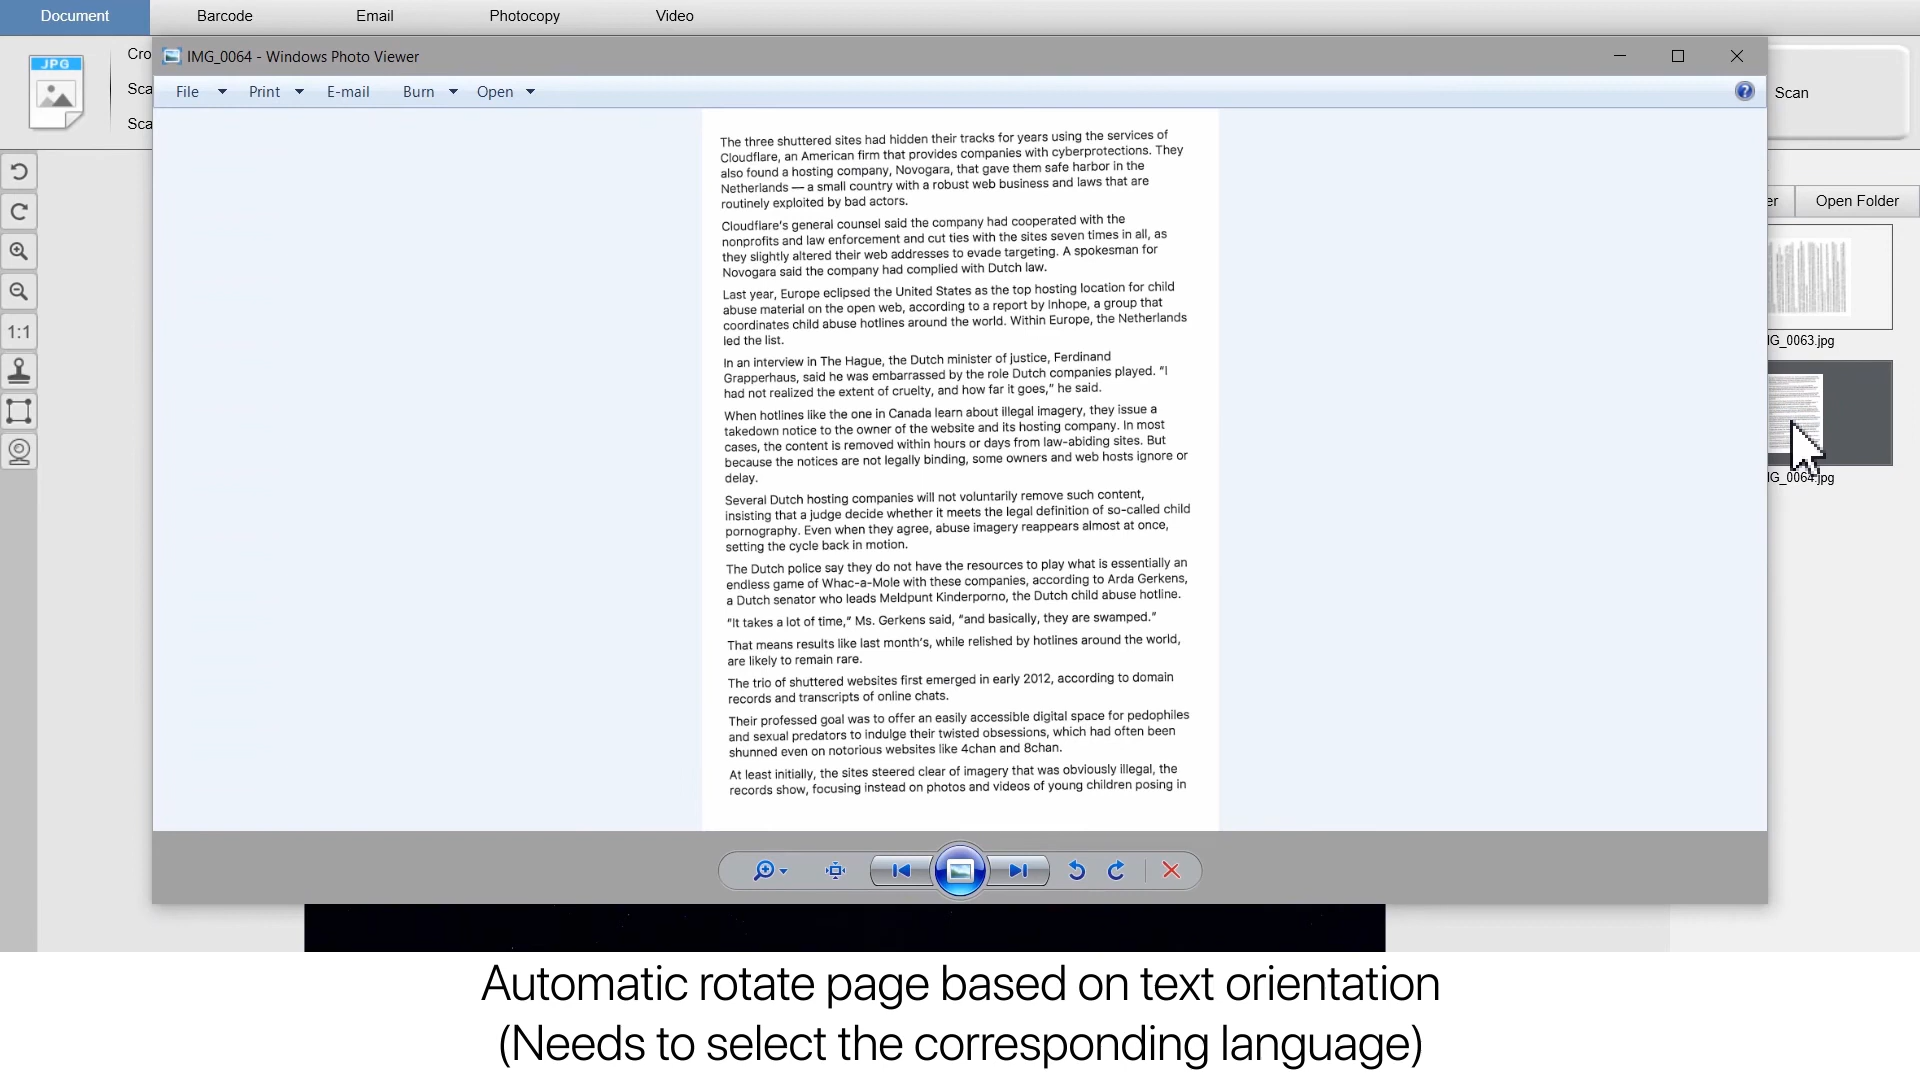 Document
Barcode
Email
Photocopy
Video
JPG
Cro
Sca
Sca
IMG_0064 - Windows Photo Viewer
File
Print
E-mail
Burn
Open
Scan
er
Open Folder
1:1
The three shuttered sites had hidden their tracks for years using the services of
Cloudflare, an American firm that provides companies with cyberprotections. They
also found a hosting company, Novogara, that gave them safe harbor in the
Netherlands — a small country with a robust web business and laws that are
routinely exploited by bad actors.
Cloudflare's general counsel said the company had cooperated with the
nonprofits and law enforcement and cut ties with the sites seven times in all, as
they slightly altered their web addresses to evade targeting. A spokesman for
Novogara said the company had complied with Dutch law.
Last year, Europe eclipsed the United States as the top hosting location for child
abuse material on the open web, according to a report by Inhope, a group that
coordinates child abuse hotlines around the world. Within Europe, the Netherlands
led the list.
In an interview in The Hague, the Dutch minister of justice, Ferdinand
Grapperhaus, said he was embarrassed by the role Dutch companies played. "I
had not realized the extent of cruelty, and how far it goes," he said.
When hotlines like the one in Canada learn about illegal imagery, they issue a
takedown notice to the owner of the website and its hosting company. In most
cases, the content is removed within hours or days from law-abiding sites. But
because the notices are not legally binding, some owners and web hosts ignore or
delay.
Several Dutch hosting companies will not voluntarily remove such content,
insisting that a judge decide whether it meets the legal definition of so-called child
pornography. Even when they agree, abuse imagery reappears almost at once,
setting the cycle back in motion.
The Dutch police say they do not have the resources to play what is essentially an
endless game of Whac-a-Mole with these companies, according to Arda Gerkens,
a Dutch senator who leads Meldpunt Kinderporno, the Dutch child abuse hotline.
"It takes a lot of time," Ms. Gerkens said, "and basically, they are swamped."
That means results like last month's, while relished by hotlines around the world,
are likely to remain rare.
The trio of shuttered websites first emerged in early 2012, according to domain
records and transcripts of online chats.
Their professed goal was to offer an easily accessible digital space for pedophiles
and sexual predators to indulge their twisted obsessions, which had often been
shunned even on notorious websites like 4chan and 8chan.
At least initially, the sites steered clear of imagery that was obviously illegal, the
records show, focusing instead on photos and videos of young children posing in
IG_0063.jpg
IG_0064.jpg
Automatic rotate page based on text orientation
(Needs to select the corresponding language)